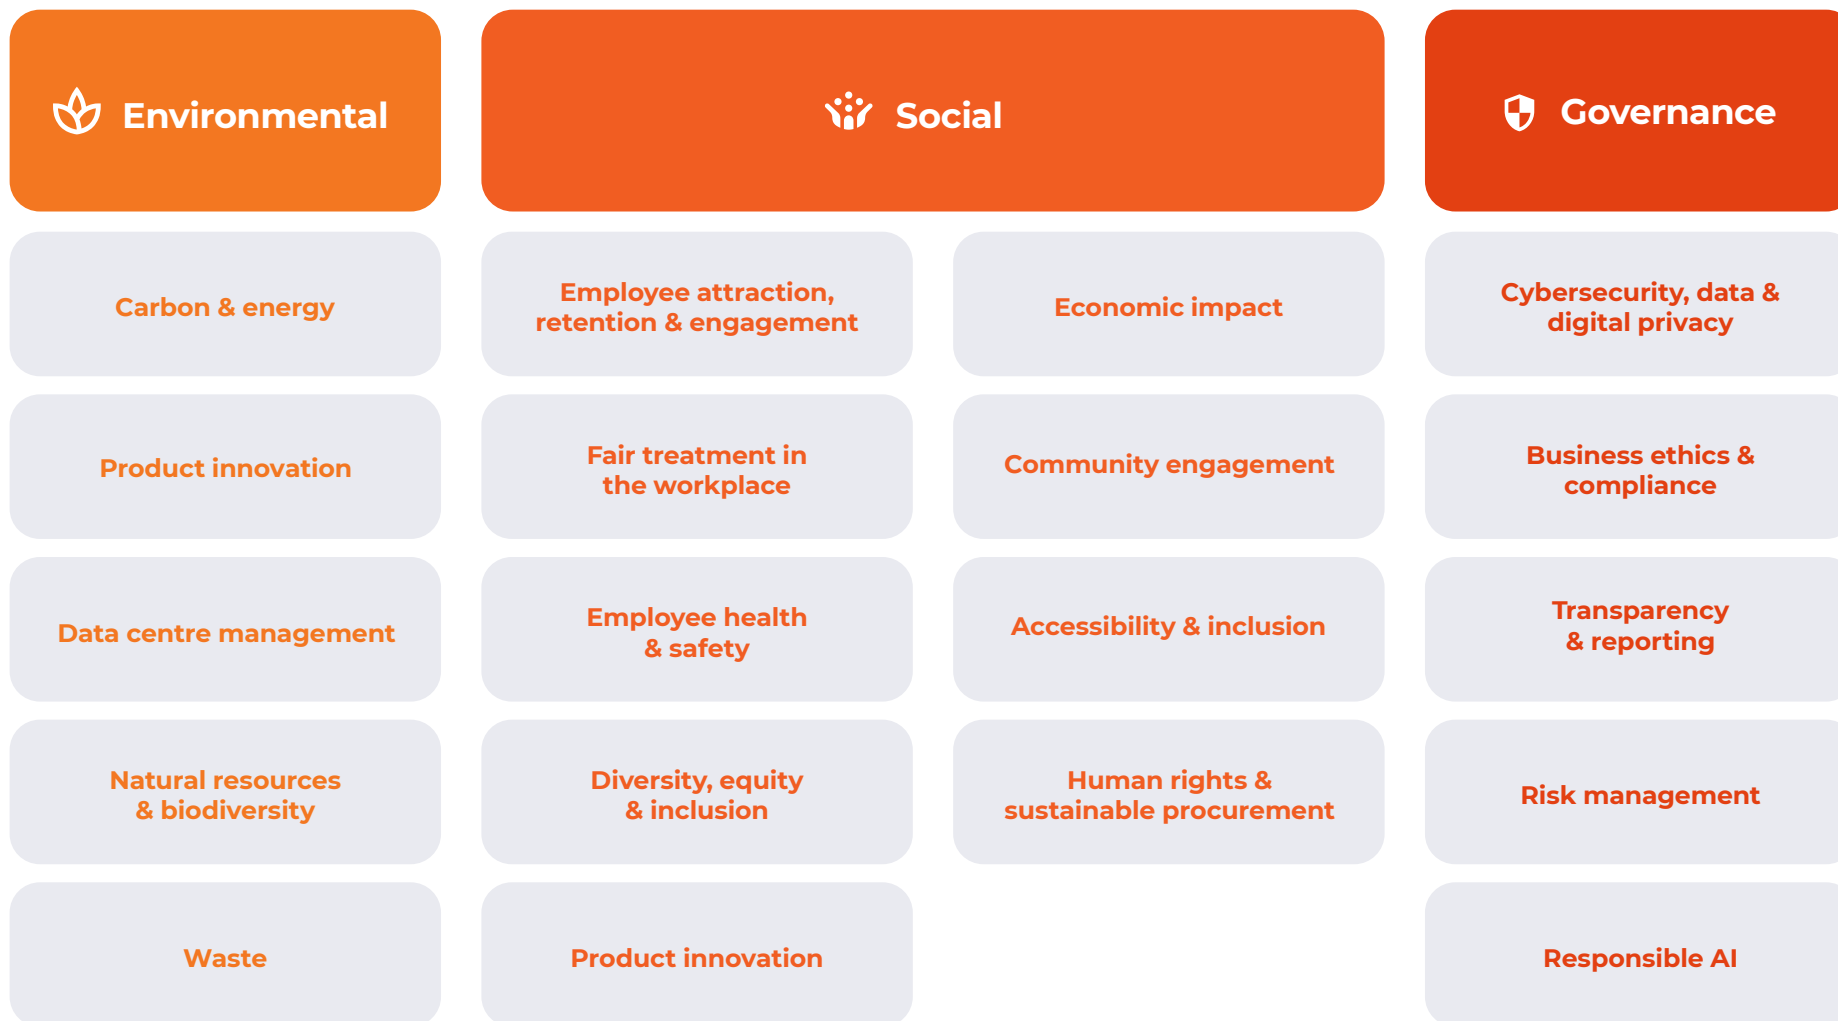 Environmental
Social
Governance
Carbon & energy
Employee attraction,
retention & engagement
Economic impact
Cybersecurity, data &
digital privacy
Product innovation
Fair treatment in
the workplace
Community engagement
Business ethics &
compliance
Data centre management
Employee health
& safety
Accessibility & inclusion
Transparency
& reporting
Natural resources
& biodiversity
Diversity, equity
& inclusion
Human rights &
sustainable procurement
Risk management
Waste
Product innovation
Responsible AI